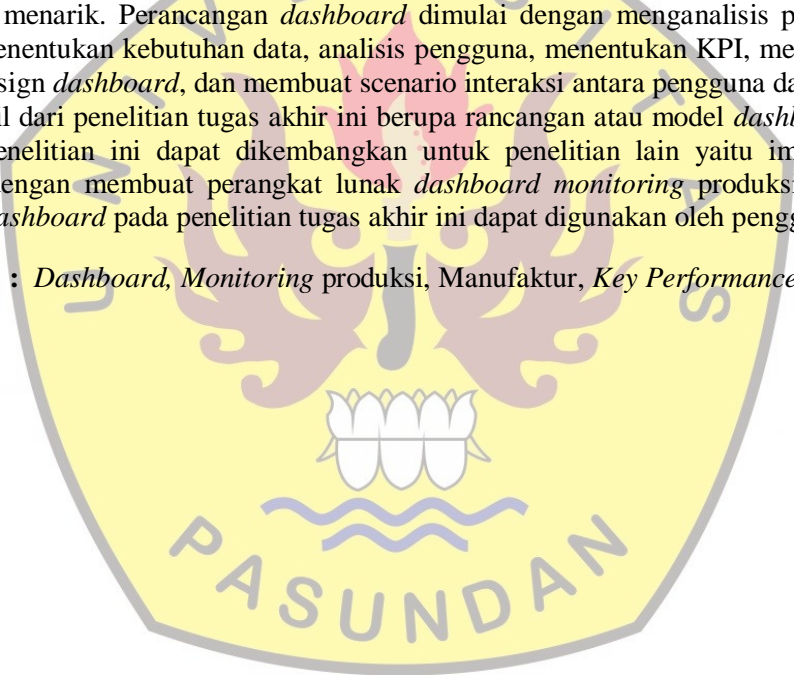 menarik. Perancangan dashboard dimulai dengan menganalisis p
enentukan kebutuhan data, analisis pengguna, menentukan KPI, me
sign dashboard, dan membuat scenario interaksi antara pengguna da
il dari penelitian tugas akhir ini berupa rancangan atau model dashb
enelitian ini dapat dikembangkan untuk penelitian lain yaitu im
dengan membuat perangkat lunak dashboard monitoring produksi
ashboard pada penelitian tugas akhir ini dapat digunakan oleh pengg
: Dashboard, Monitoring produksi, Manufaktur, Key Performance
UNIVERSITAS
PASUNDAN